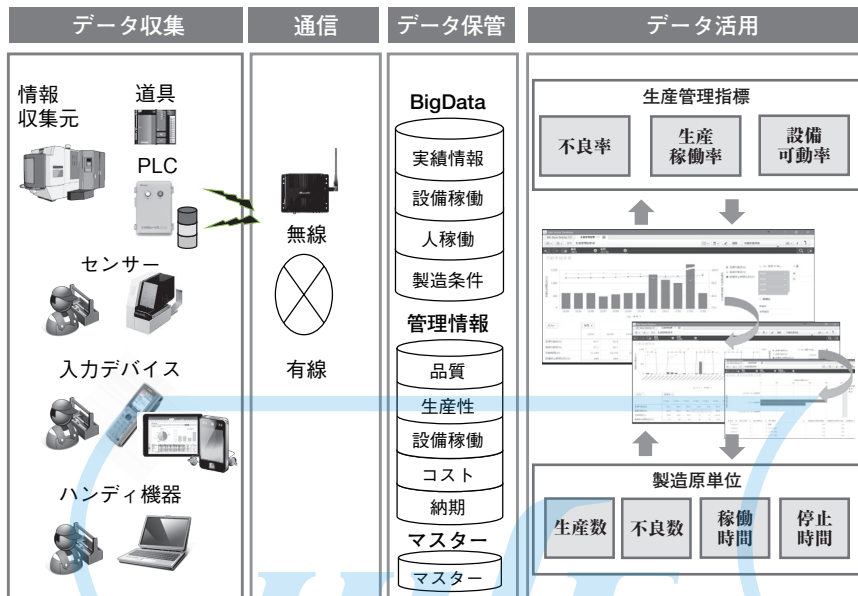 データ収集
通信
データ保管
データ活用
情報
収集元
道具
PLC
センサー
入力デバイス
ハンディ機器
無線
有線
BigData
実績情報
設備稼働
人稼働
製造条件
管理情報
品質
生産性
設備稼働
コスト
納期
マスター
マスター
生産管理指標
不良率
生産
稼働率
設備
可動率
製造原単位
生産数
不良数
稼働
時間
停止
時間